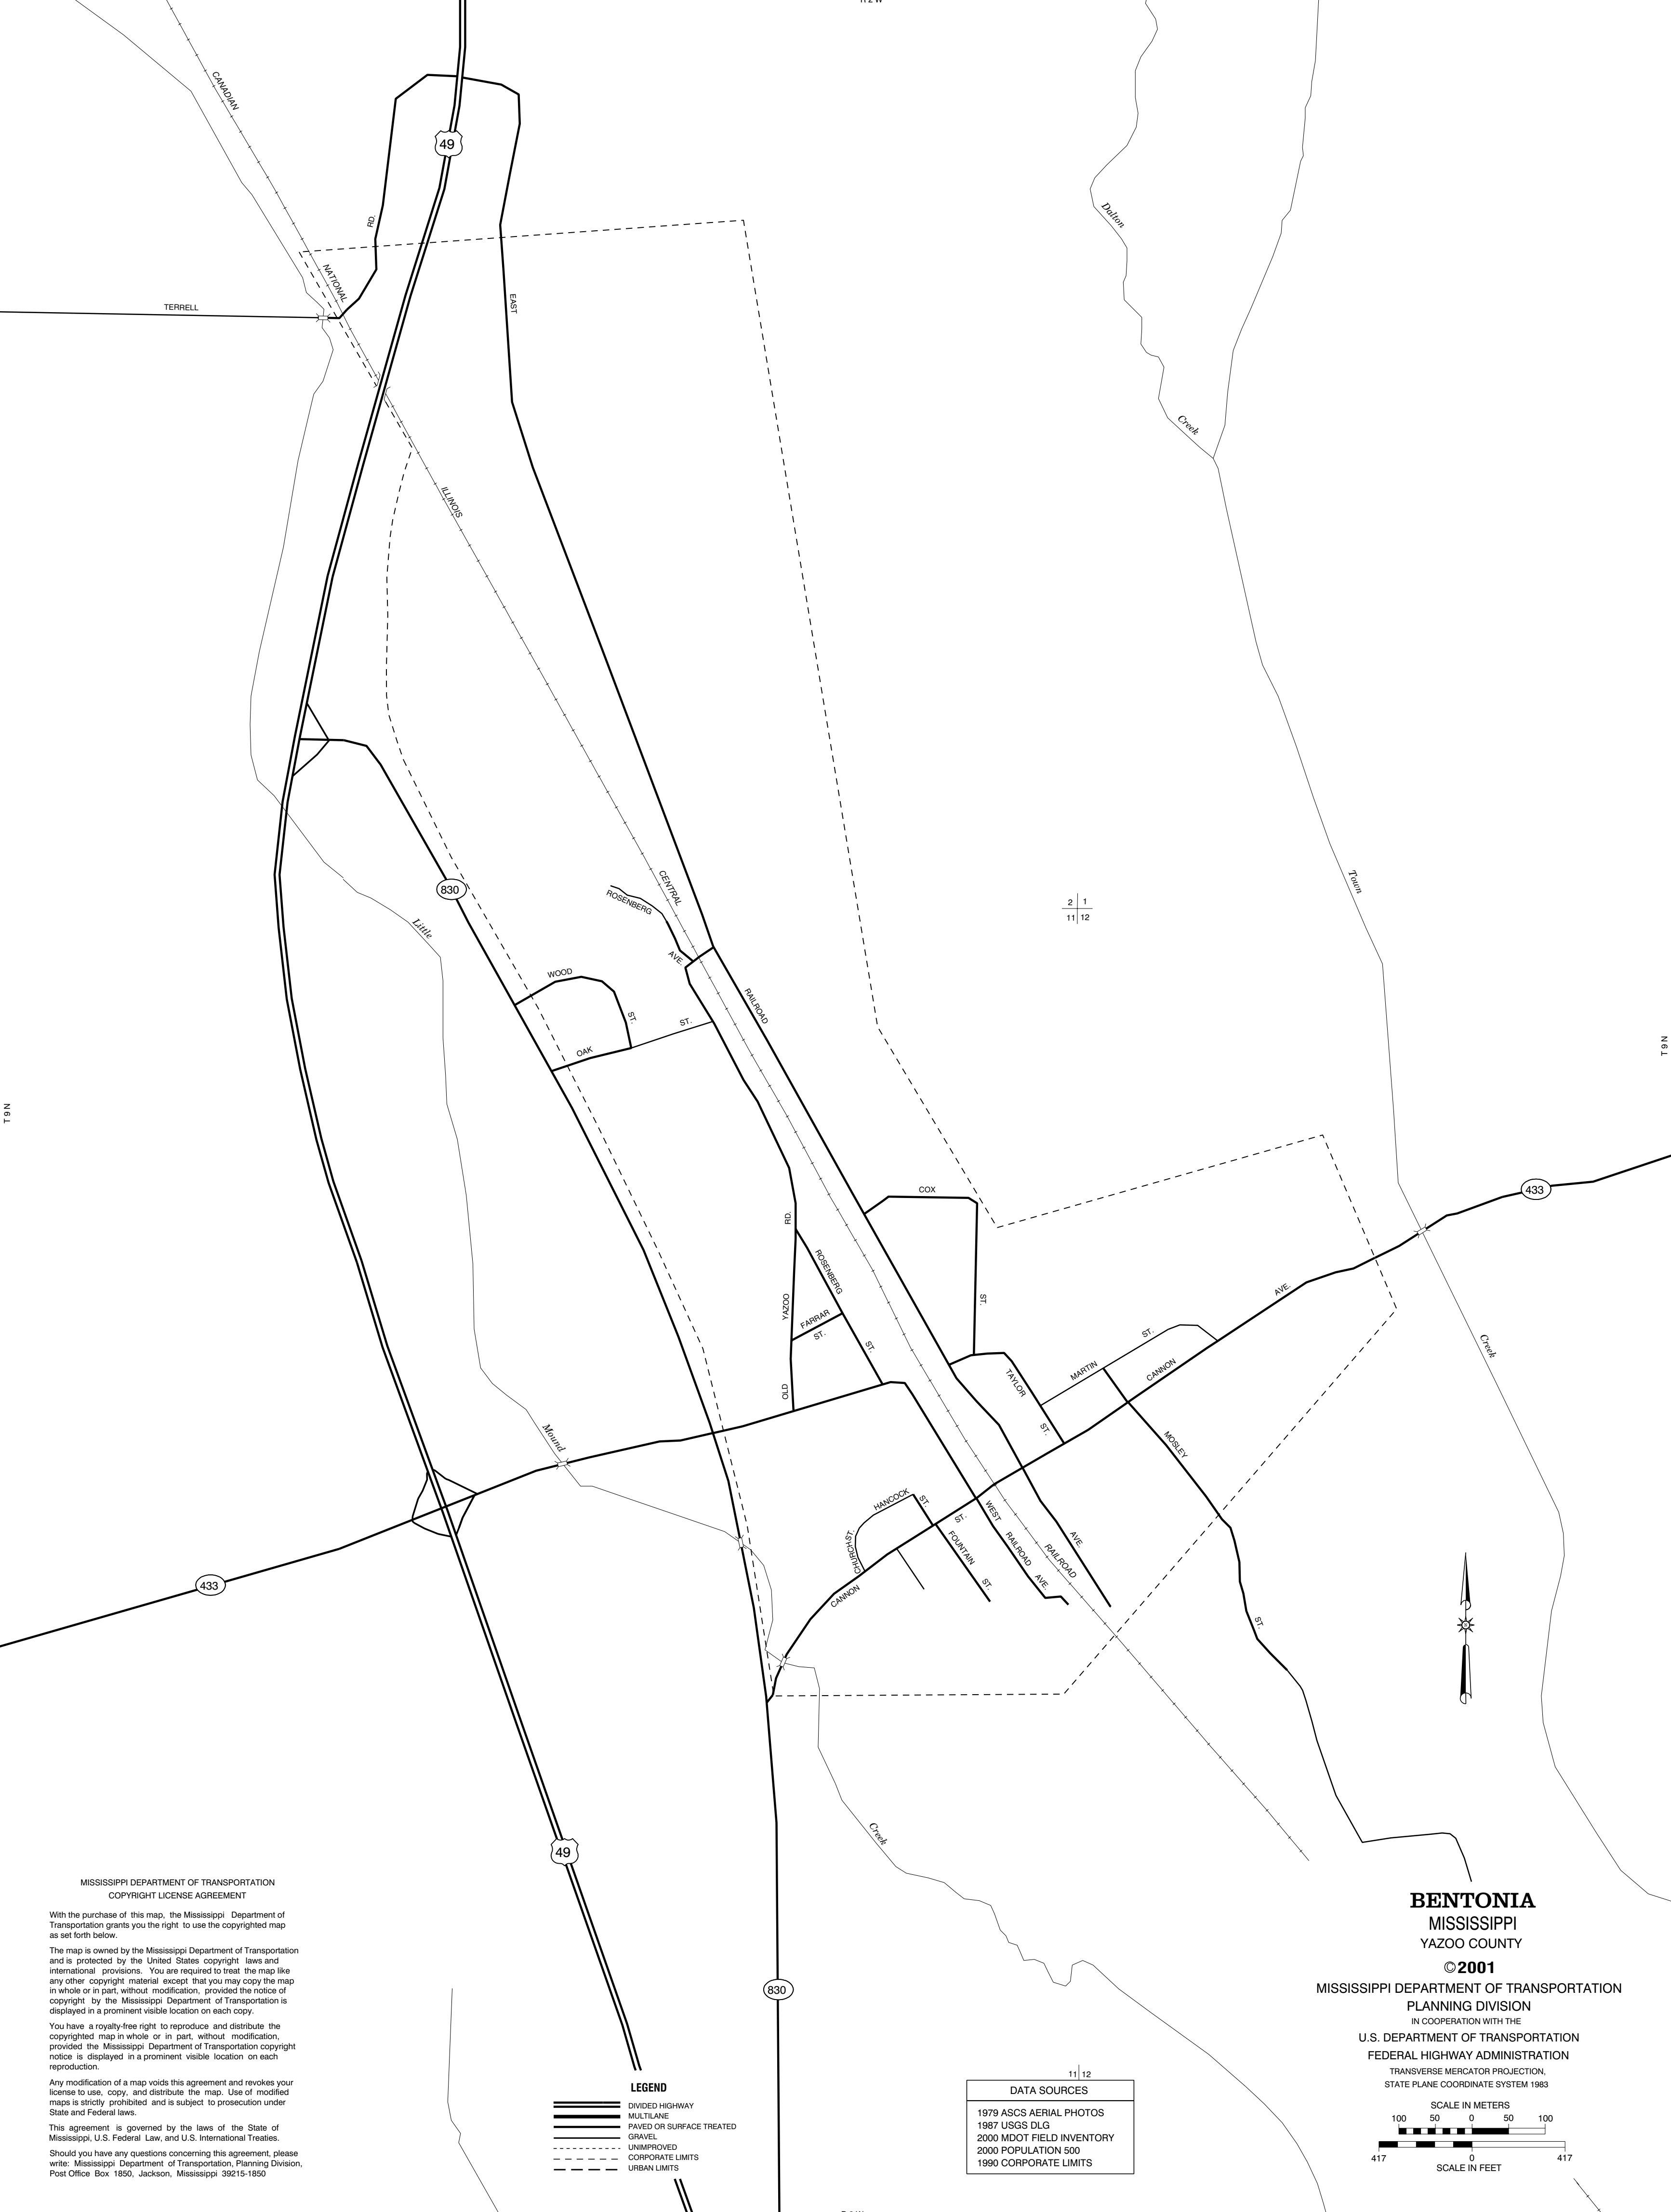 R 2 W
CANADIAN
49
RD.
Dalton
NATIONAL
TERRELL
EAST
Creek
ILLINOIS
830
CENTRAL
ROSENBERG
AVE.
Little
Town
2 1
11 12
WOOD
ST.
OAK
ST.
RAILROAD
T 9 N
T 9 N
COX
ST.
433
RD.
ROSENBERG
ST.
YAZOO
FARRAR
ST.
OLD
AVE.
ST.
MARTIN
CANNON
TAYLOR
ST.
Creek
Mound
MOSLEY
ST.
HANCOCK
ST.
CHURCH ST.
CANNON
ST.
FOUNTAIN
ST.
WEST
RAILROAD
AVE.
RAILROAD
AVE.
433
49
Creek
830
MISSISSIPPI DEPARTMENT OF TRANSPORTATION
COPYRIGHT LICENSE AGREEMENT
With the purchase of this map, the Mississippi Department of
Transportation grants you the right to use the copyrighted map
as set forth below.
The map is owned by the Mississippi Department of Transportation
and is protected by the United States copyright laws and
international provisions. You are required to treat the map like
any other copyright material except that you may copy the map
in whole or in part, without modification, provided the notice of
copyright by the Mississippi Department of Transportation is
displayed in a prominent visible location on each copy.
You have a royalty-free right to reproduce and distribute the
copyrighted map in whole or in part, without modification,
provided the Mississippi Department of Transportation copyright
notice is displayed in a prominent visible location on each
reproduction.
Any modification of a map voids this agreement and revokes your
license to use, copy, and distribute the map. Use of modified
maps is strictly prohibited and is subject to prosecution under
State and Federal laws.
This agreement is governed by the laws of the State of
Mississippi, U.S. Federal Law, and U.S. International Treaties.
Should you have any questions concerning this agreement, please
write: Mississippi Department of Transportation, Planning Division,
Post Office Box 1850, Jackson, Mississippi 39215-1850
LEGEND
DIVIDED HIGHWAY
MULTILANE
PAVED OR SURFACE TREATED
GRAVEL
UNIMPROVED
CORPORATE LIMITS
URBAN LIMITS
11 12
DATA SOURCES
1979 ASCS AERIAL PHOTOS
1987 USGS DLG
2000 MDOT FIELD INVENTORY
2000 POPULATION 500
1990 CORPORATE LIMITS
BENTONIA
MISSISSIPPI
YAZOO COUNTY
©2001
MISSISSIPPI DEPARTMENT OF TRANSPORTATION
PLANNING DIVISION
IN COOPERATION WITH THE
U.S. DEPARTMENT OF TRANSPORTATION
FEDERAL HIGHWAY ADMINISTRATION
TRANSVERSE MERCATOR PROJECTION,
STATE PLANE COORDINATE SYSTEM 1983
SCALE IN METERS
100 50 0 50 100
417 0 417
SCALE IN FEET